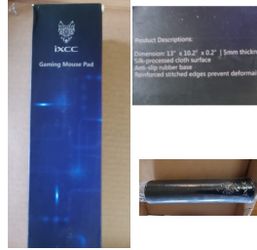 iXCC
Gaming Mouse Pad
Product Descriptions:
Dimension: 13" x 10.2" x 0.2" | 5mm thickn
Silk-processed cloth surface
Anti-slip rubber base
Reinforced stitched edges prevent deformat